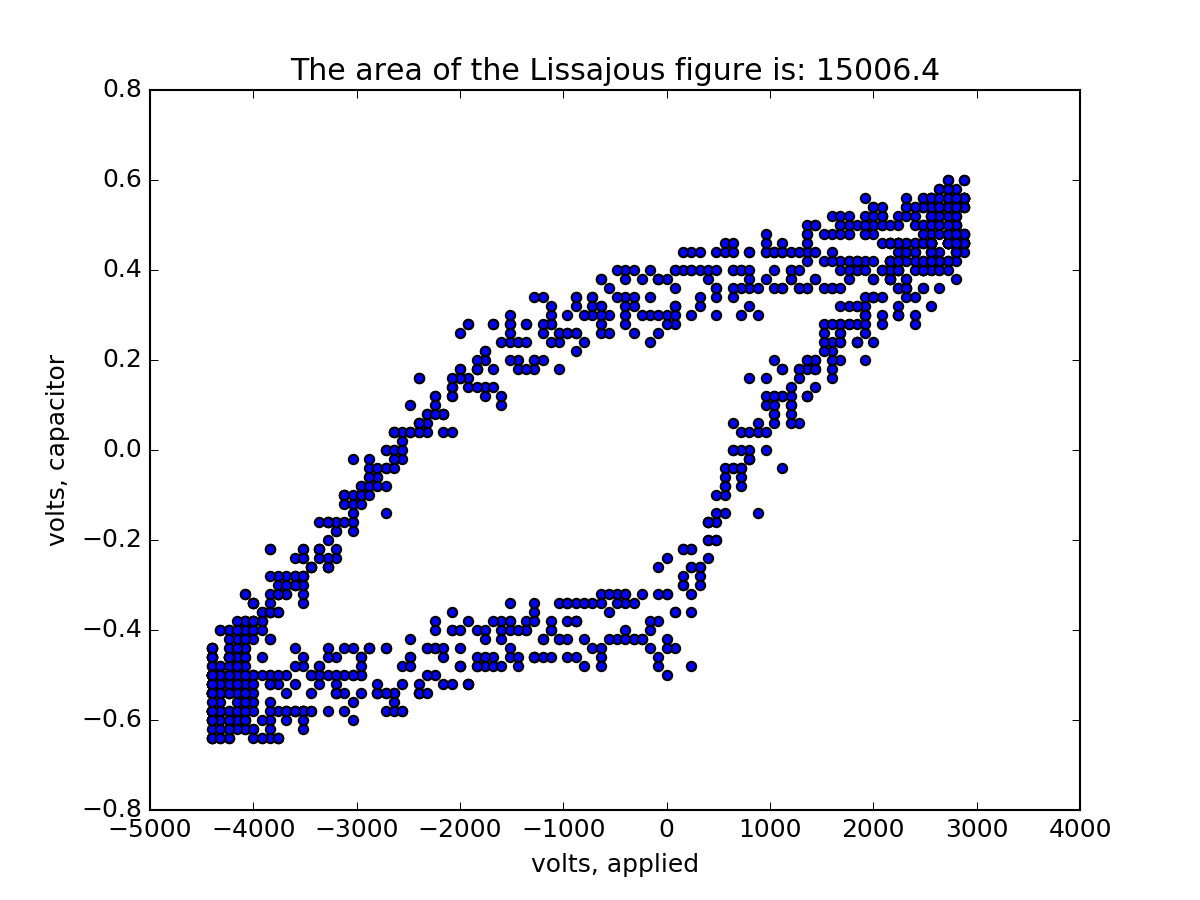 The area of the Lissajous figure is: 15006.4
0.8
0.6
0.4
0.2
0.0
−0.2
−0.4
−0.6
−0.8
volts, capacitor
−5000 −4000 −3000 −2000 −1000 0 1000 2000 3000 4000
volts, applied